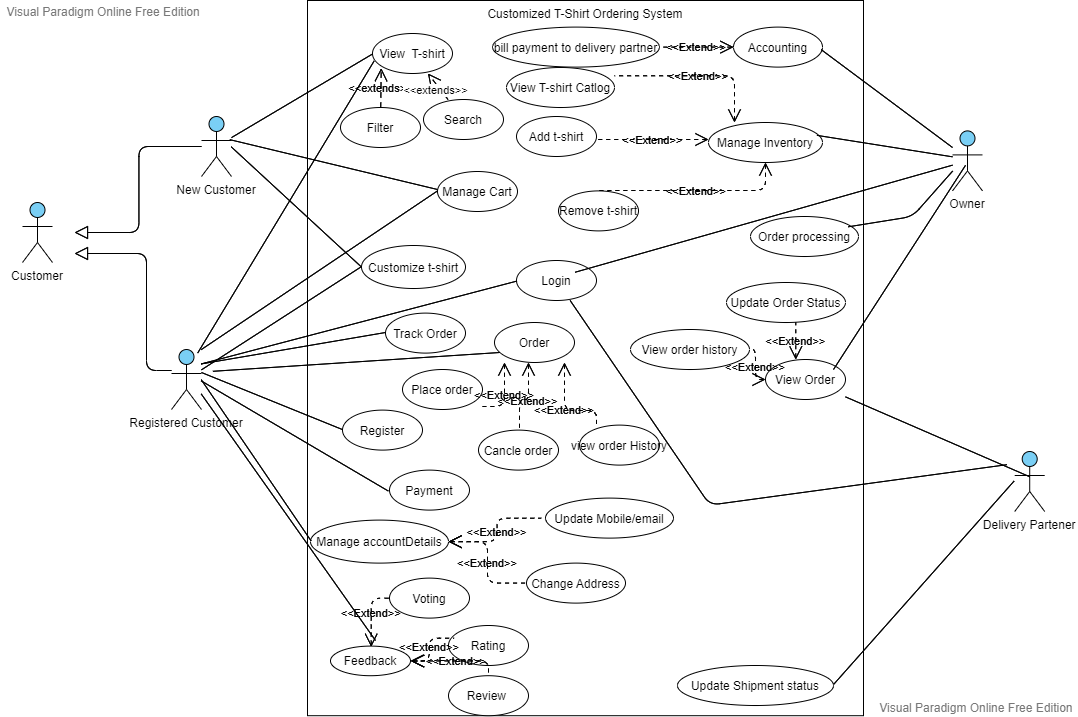 Visual Paradigm Online Free Edition
Customized T-Shirt Ordering System
View  T-shirt
<<extends>
<<extends>>
Filter
Search
bill payment to delivery partner
<<Extend>>
Accounting
View T-shirt Catlog
<<Extend>>
Add t-shirt
<<Extend>>
Manage Inventory
Remove t-shirt
<<Extend>>
New Customer
Manage Cart
Owner
Customer
Order processing
Customize t-shirt
Login
Update Order Status
<<Extend>>
Track Order
Order
View order history
<<Extend>>
View Order
Place order
<<Extend>>
<<Extend>>
<<Extend>>
Registered Customer
Register
Cancle order
view order History
Payment
Delivery Partener
Update Mobile/email
<<Extend>>
Manage accountDetails
<<Extend>>
Change Address
Voting
<<Extend>>
Rating
<<Extend>>
Feedback
<<Extend>>
Review
Update Shipment status
Visual Paradigm Online Free Edition